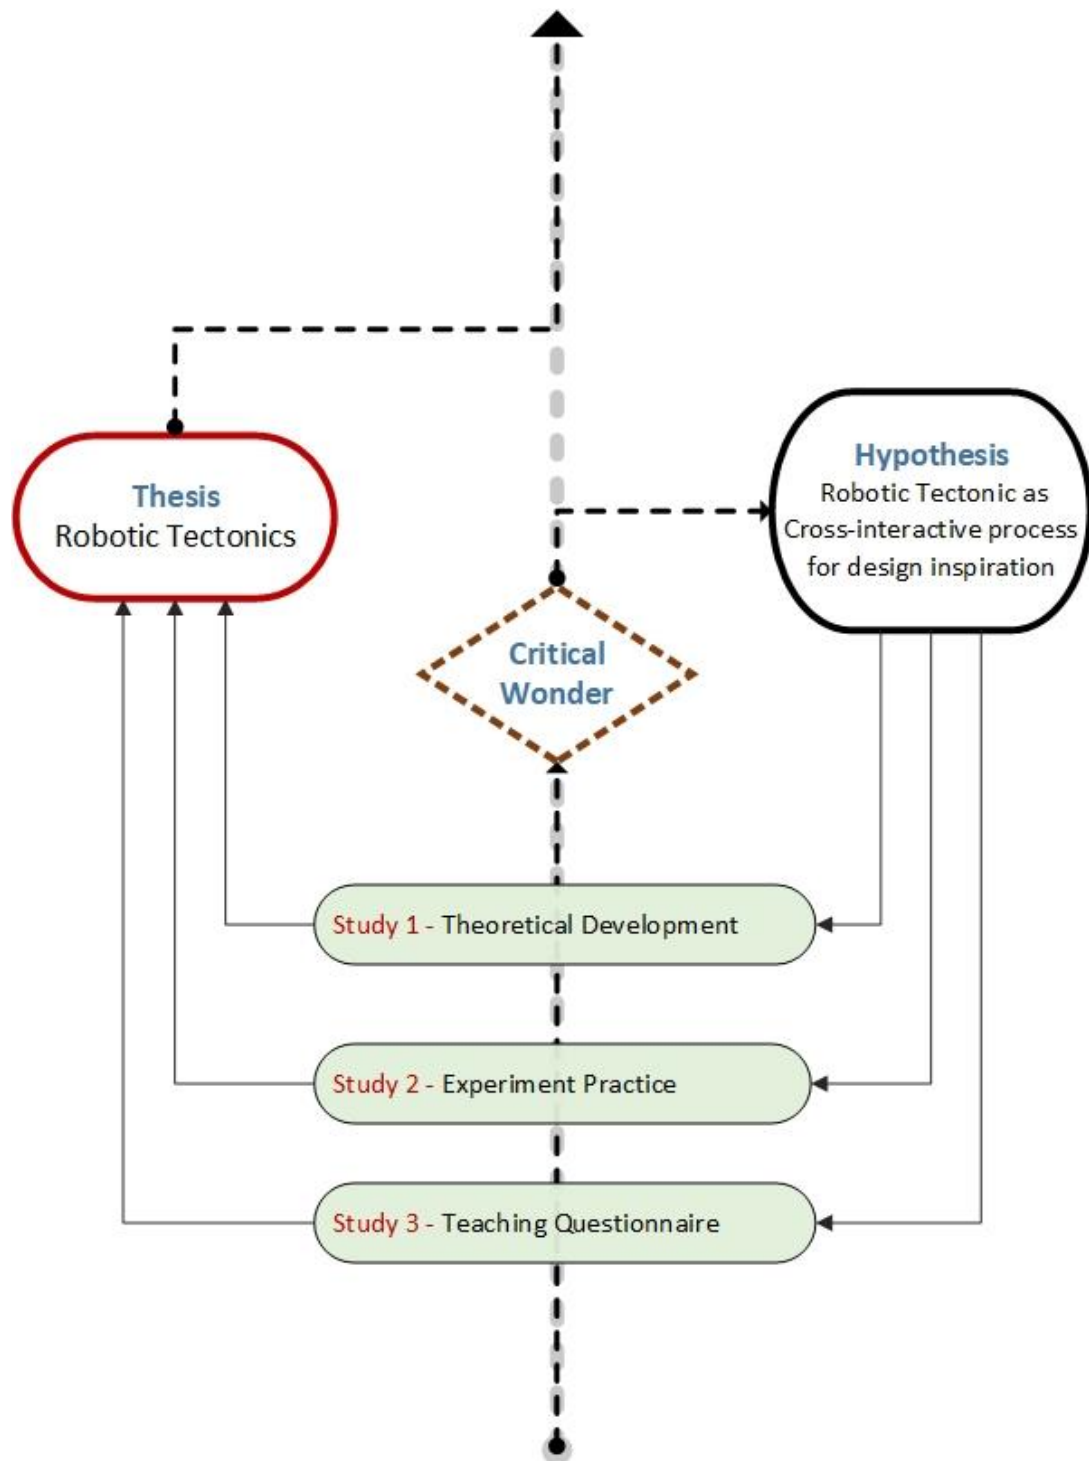 Thesis
Robotic Tectonics
Hypothesis
Robotic Tectonic as
Cross-interactive process
for design inspiration
Critical
Wonder
Study 1 - Theoretical Development
Study 2 - Experiment Practice
Study 3 - Teaching Questionnaire